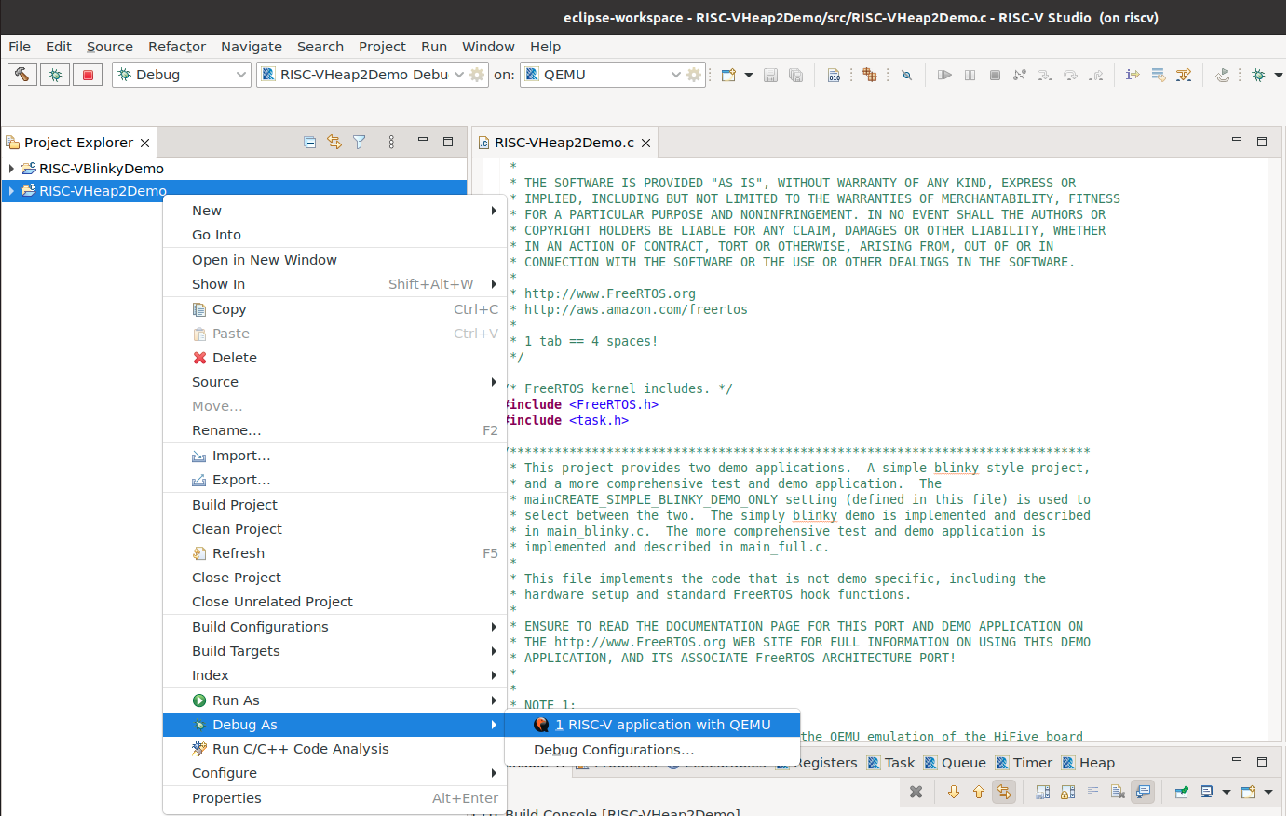 eclipse-workspace - RISC-VHeap2Demo/src/RISC-VHeap2Demo.c - RISC-V Studio (on riscv)
File Edit Source Refactor Navigate Search Project Run Window Help
Debug RISC-VHeap2Demo Debu on: QEMU
Project Explorer
RISC-VBlinkyDemo
RISC-VHeap2Demo
New
Go Into
Open in New Window
Show In Shift+Alt+W
Copy Ctrl+C
Paste Ctrl+V
Delete
Source
Move...
Rename... F2
Import...
Export...
Build Project
Clean Project
Refresh F5
Close Project
Close Unrelated Project
Build Configurations
Build Targets
Index
Run As
Debug As
Run C/C++ Code Analysis
Configure
Properties Alt+Enter
1 RISC-V application with QEMU
Debug Configurations...
RISC-VHeap2Demo.c
*
* THE SOFTWARE IS PROVIDED "AS IS", WITHOUT WARRANTY OF ANY KIND, EXPRESS OR
* IMPLIED, INCLUDING BUT NOT LIMITED TO THE WARRANTIES OF MERCHANTABILITY, FITNESS
* FOR A PARTICULAR PURPOSE AND NONINFRINGEMENT. IN NO EVENT SHALL THE AUTHORS OR
* COPYRIGHT HOLDERS BE LIABLE FOR ANY CLAIM, DAMAGES OR OTHER LIABILITY, WHETHER
* IN AN ACTION OF CONTRACT, TORT OR OTHERWISE, ARISING FROM, OUT OF OR IN
* CONNECTION WITH THE SOFTWARE OR THE USE OR OTHER DEALINGS IN THE SOFTWARE.
*
* http://www.FreeRTOS.org
* http://aws.amazon.com/freertos
*
* 1 tab == 4 spaces!
*/
/* FreeRTOS kernel includes. */
#include <FreeRTOS.h>
#include <task.h>
/******************************************************************************
* This project provides two demo applications. A simple blinky style project,
* and a more comprehensive test and demo application. The
* mainCREATE_SIMPLE_BLINKY_DEMO_ONLY setting (defined in this file) is used to
* select between the two. The simply blinky demo is implemented and described
* in main_blinky.c. The more comprehensive test and demo application is
* implemented and described in main_full.c.
*
* This file implements the code that is not demo specific, including the
* hardware setup and standard FreeRTOS hook functions.
*
* ENSURE TO READ THE DOCUMENTATION PAGE FOR THIS PORT AND DEMO APPLICATION ON
* THE http://www.FreeRTOS.org WEB SITE FOR FULL INFORMATION ON USING THIS DEMO
* APPLICATION, AND ITS ASSOCIATE FreeRTOS ARCHITECTURE PORT!
*
*
* NOTE 1:
the QEMU emulation of the HiFive board
Registers Task Queue Timer Heap
Build Console [RISC-VHeap2Demo]